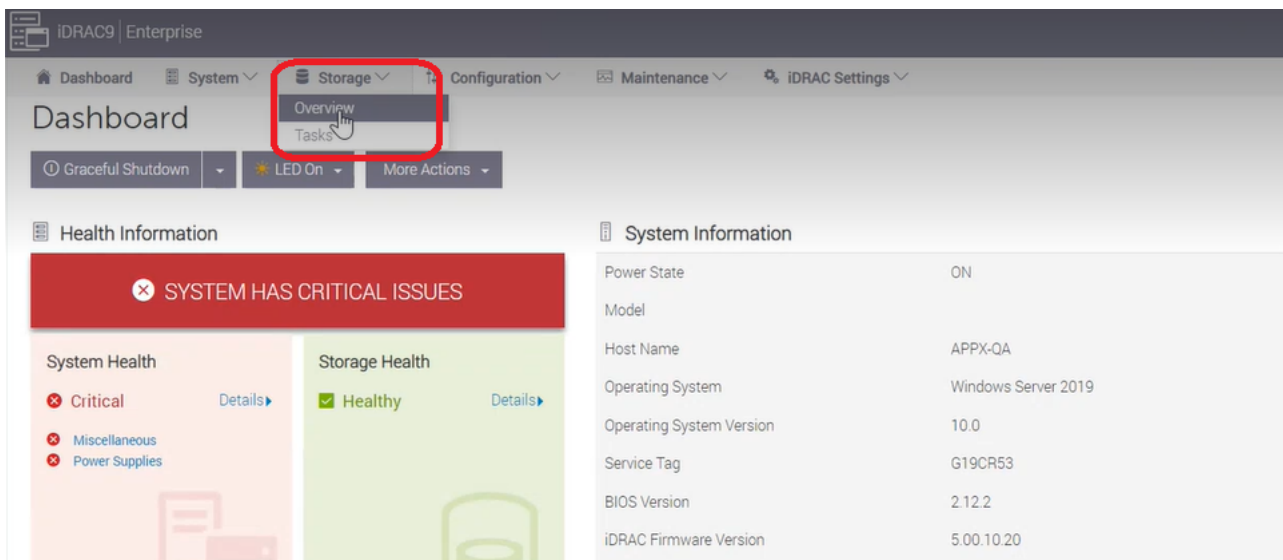 iDRAC9 | Enterprise
Dashboard System Storage Configuration Maintenance iDRAC Settings
Overview
Tasks
Dashboard
Graceful Shutdown LED On More Actions
Health Information
SYSTEM HAS CRITICAL ISSUES
System Health
Critical Details
Miscellaneous
Power Supplies
Storage Health
Healthy Details
System Information
Power State ON
Model
Host Name APPX-QA
Operating System Windows Server 2019
Operating System Version 10.0
Service Tag G19CR53
BIOS Version 2.12.2
iDRAC Firmware Version 5.00.10.20